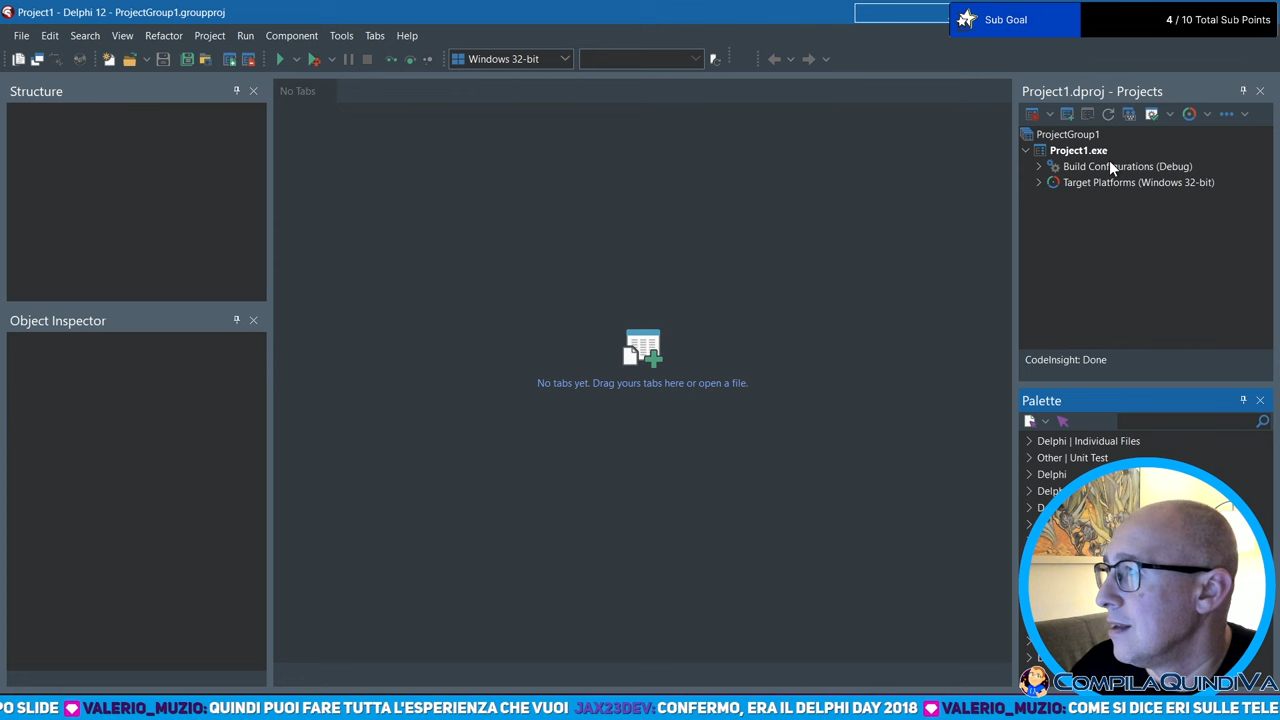 Project1 - Delphi 12 - ProjectGroup1.groupproj
Sub Goal
4 / 10 Total Sub Points
File Edit Search View Refactor Project Run Component Tools Tabs Help
Windows 32-bit
Structure
No Tabs
Project1.dproj - Projects
ProjectGroup1
Project1.exe
Build Configurations (Debug)
Target Platforms (Windows 32-bit)
Object Inspector
No tabs yet. Drag yours tabs here or open a file.
CodeInsight: Done
Palette
Delphi | Individual Files
Other | Unit Test
Delphi
CompilaQuindiVa
PO SLIDE VALERIO_MUZIO: QUINDI PUOI FARE TUTTA L'ESPERIENZA CHE VUOI JAX23DEV: CONFERMO, ERA IL DELPHI DAY 2018 VALERIO_MUZIO: COME SI DICE ERI SULLE TELE